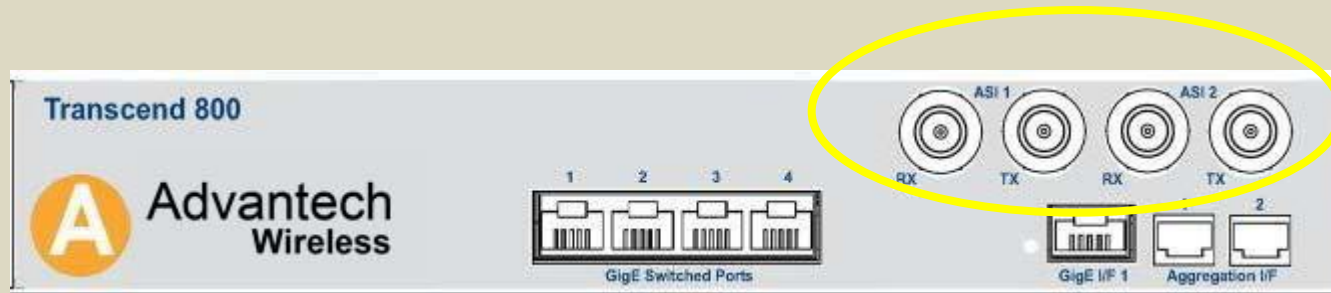 Transcend 800
ASI 1
ASI 2
RX
TX
RX
TX
A
Advantech
Wireless
1
2
3
4
GigE Switched Ports
2
GigE I/F 1
Aggregation I/F